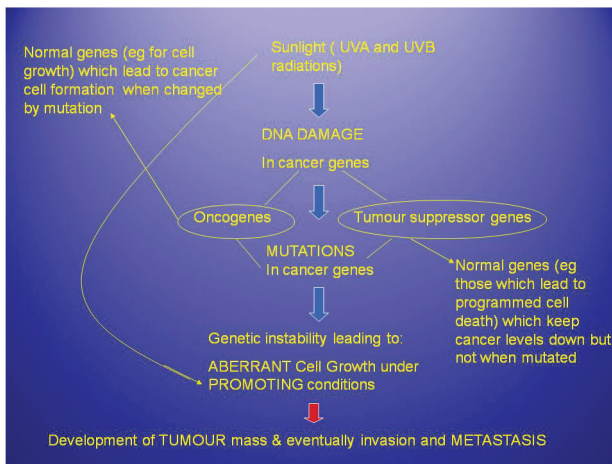 Sunlight ( UVA and UVB
radiations)
Normal genes (eg for cell
growth) which lead to cancer
cell formation when changed
by mutation
DNA DAMAGE
In cancer genes
Oncogenes
Tumour suppressor genes
MUTATIONS
In cancer genes
Normal genes (eg
those which lead to
programmed cell
death) which keep
cancer levels down but
not when mutated
Genetic instability leading to:
ABERRANT Cell Growth under
PROMOTING conditions
Development of TUMOUR mass & eventually invasion and METASTASIS